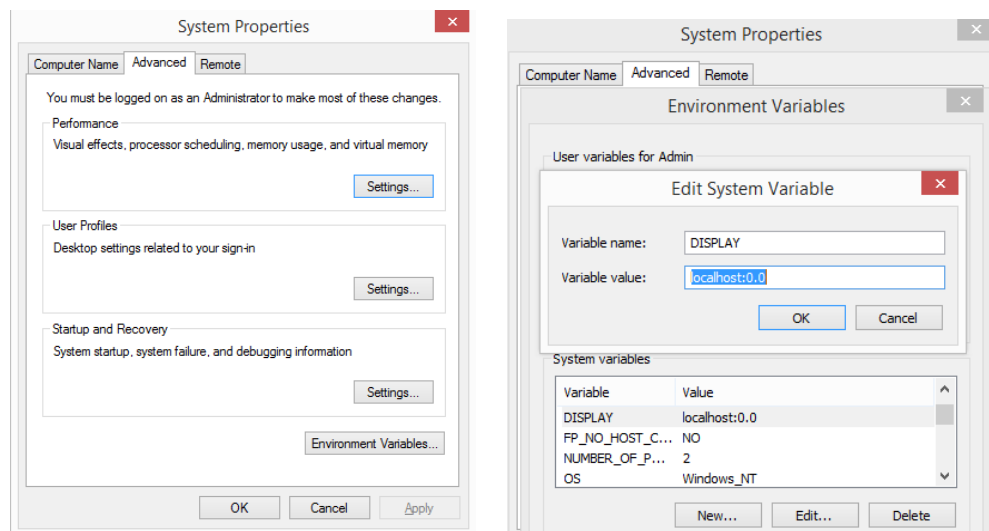 System Properties
Computer Name Advanced Remote
You must be logged on as an Administrator to make most of these changes.
Performance
Visual effects, processor scheduling, memory usage, and virtual memory
Settings...
User Profiles
Desktop settings related to your sign-in
Settings...
Startup and Recovery
System startup, system failure, and debugging information
Settings...
Environment Variables...
OK Cancel Apply
System Properties
Computer Name Advanced Remote
Environment Variables
User variables for Admin
Edit System Variable
Variable name: DISPLAY
Variable value: localhost:0.0
OK Cancel
System variables
Variable Value
DISPLAY localhost:0.0
FP_NO_HOST_C... NO
NUMBER_OF_P... 2
OS Windows_NT
New... Edit... Delete